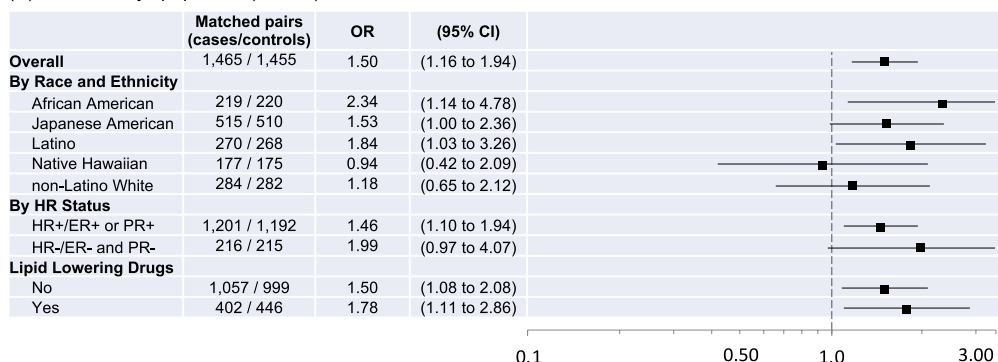 Matched pairs
(cases/controls) OR (95% CI)
Overall 1,465 / 1,455 1.50 (1.16 to 1.94)
By Race and Ethnicity
African American 219 / 220 2.34 (1.14 to 4.78)
Japanese American 515 / 510 1.53 (1.00 to 2.36)
Latino 270 / 268 1.84 (1.03 to 3.26)
Native Hawaiian 177 / 175 0.94 (0.42 to 2.09)
non-Latino White 284 / 282 1.18 (0.65 to 2.12)
By HR Status
HR+/ER+ or PR+ 1,201 / 1,192 1.46 (1.10 to 1.94)
HR-/ER- and PR- 216 / 215 1.99 (0.97 to 4.07)
Lipid Lowering Drugs
No 1,057 / 999 1.50 (1.08 to 2.08)
Yes 402 / 446 1.78 (1.11 to 2.86)
0.1 0.50 1.0 3.00